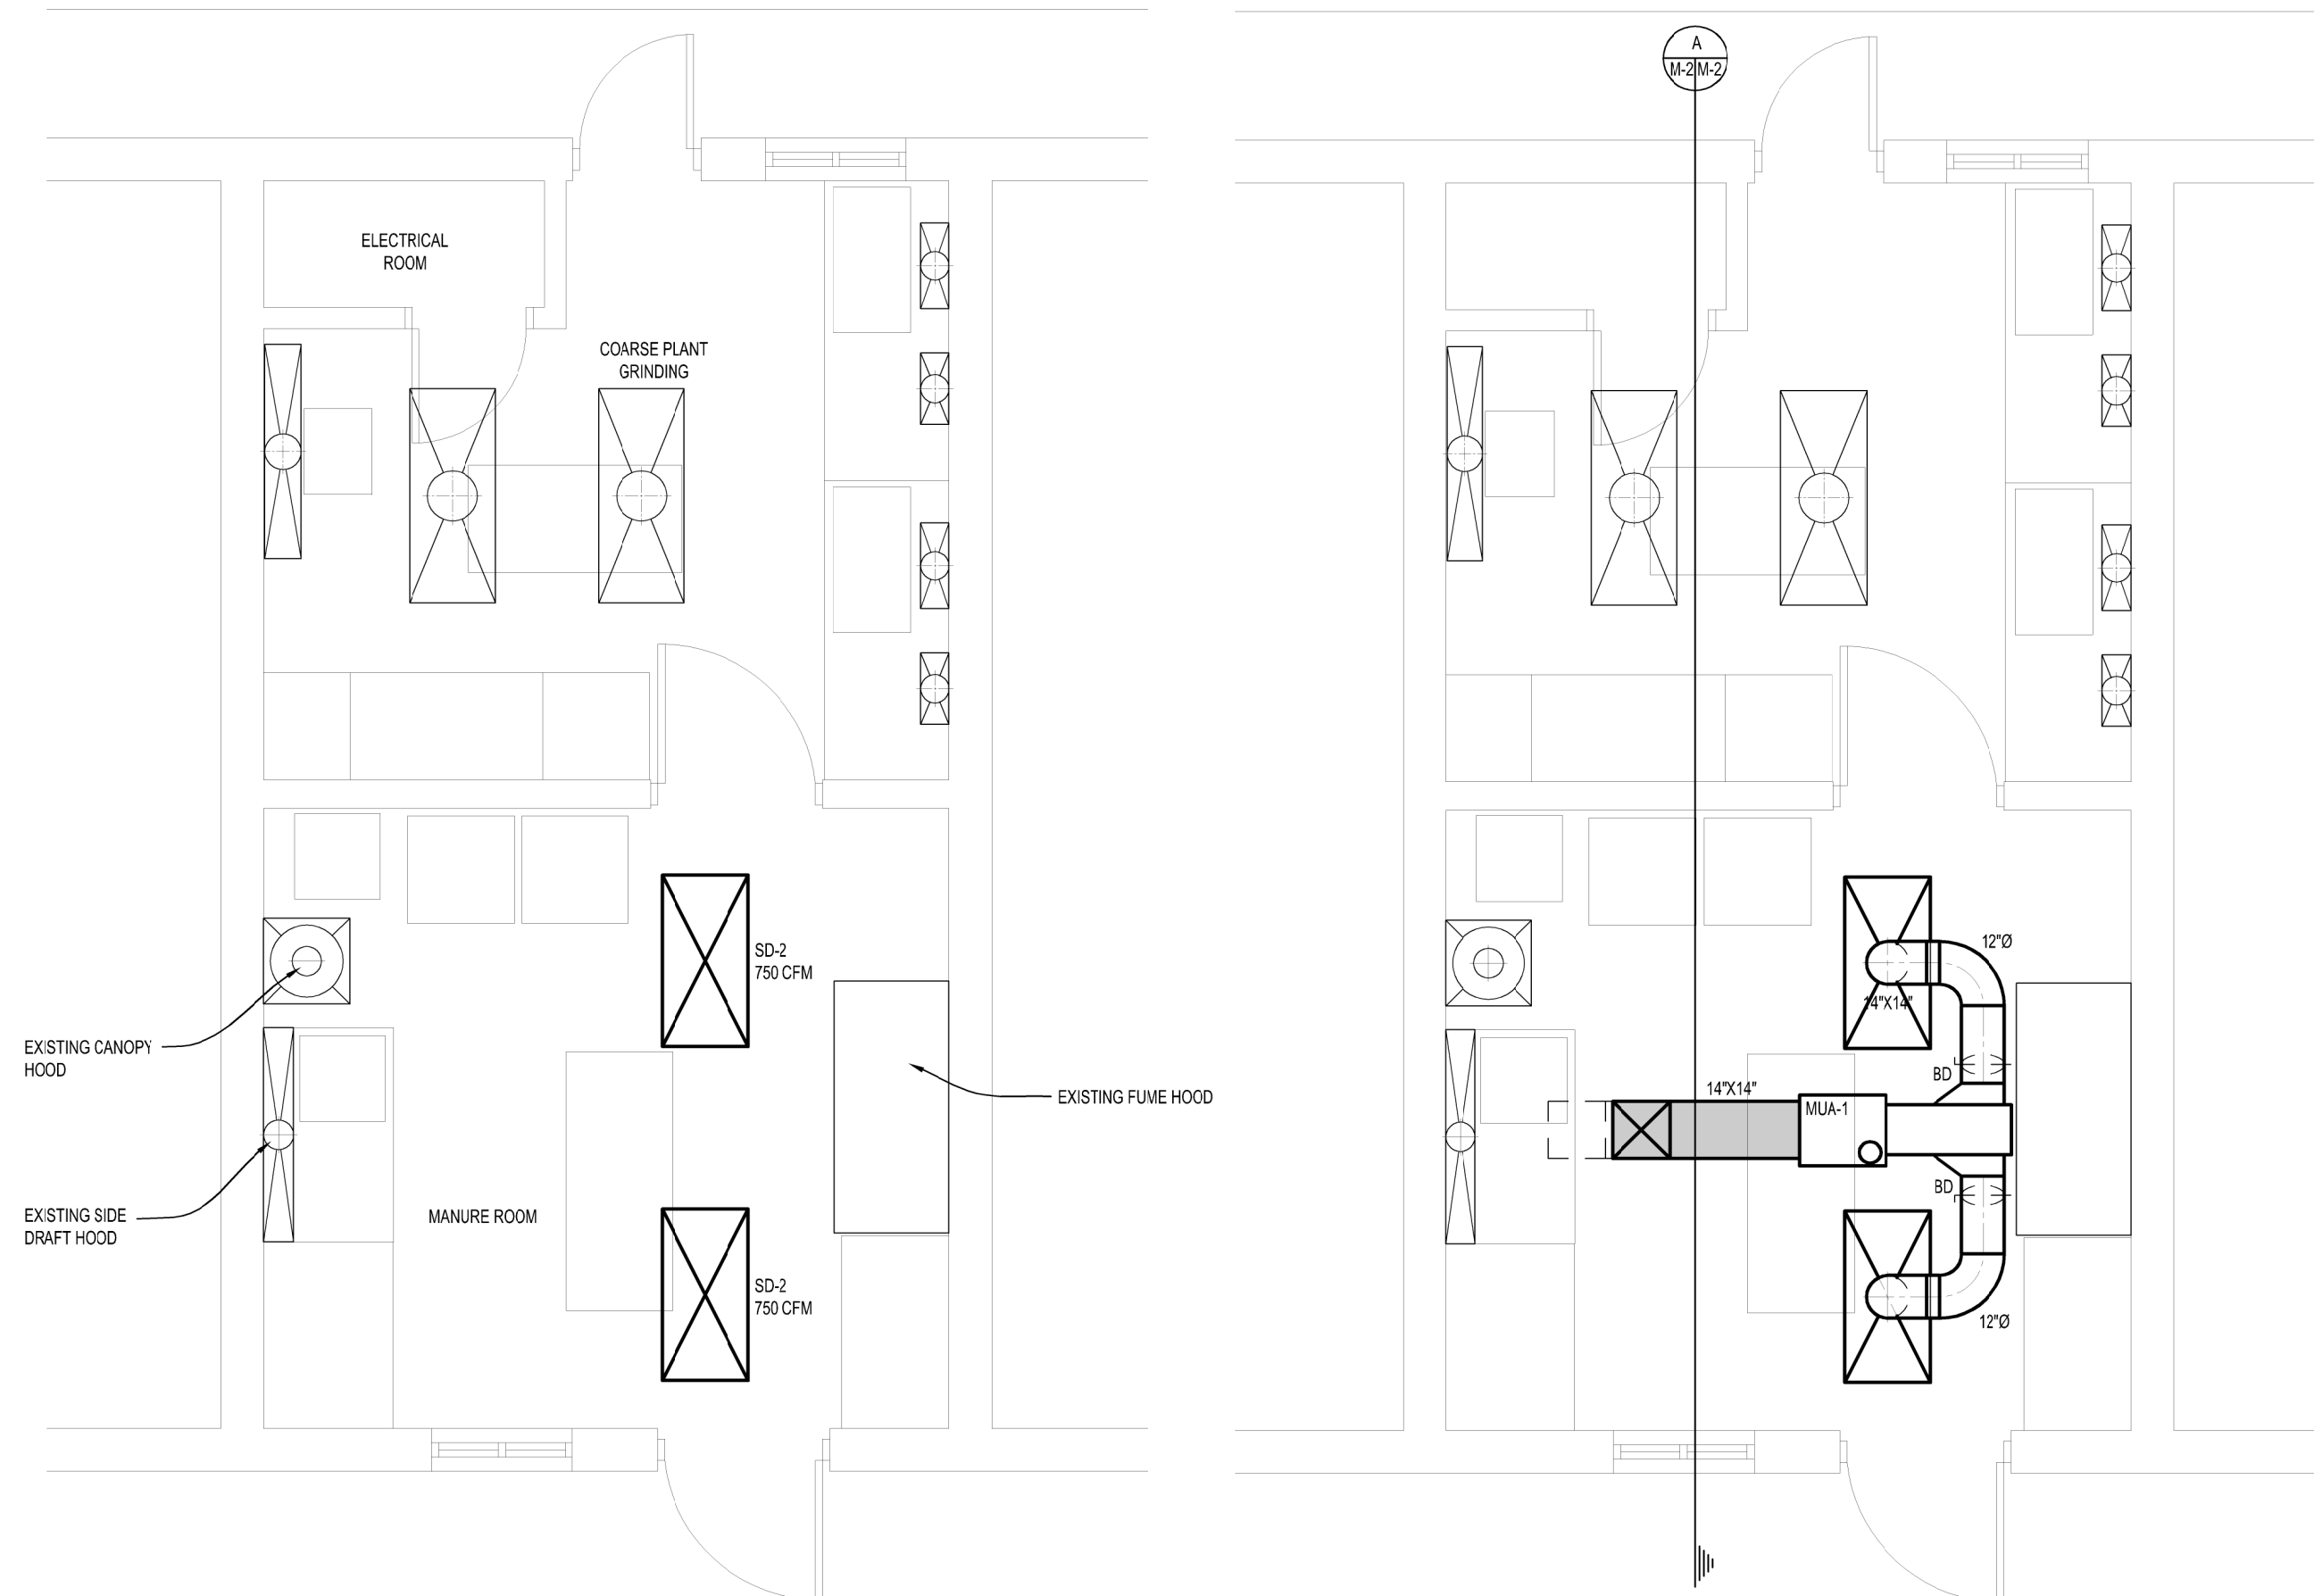 ELECTRICAL
ROOM
COARSE PLANT
GRINDING
SD-2
750 CFM
EXISTING CANOPY
HOOD
EXISTING FUME HOOD
EXISTING SIDE
DRAFT HOOD
MANURE ROOM
SD-2
750 CFM
A
M-2 M-2
12"Ø
14"X14"
BD
14"X14"
MUA-1
BD
12"Ø